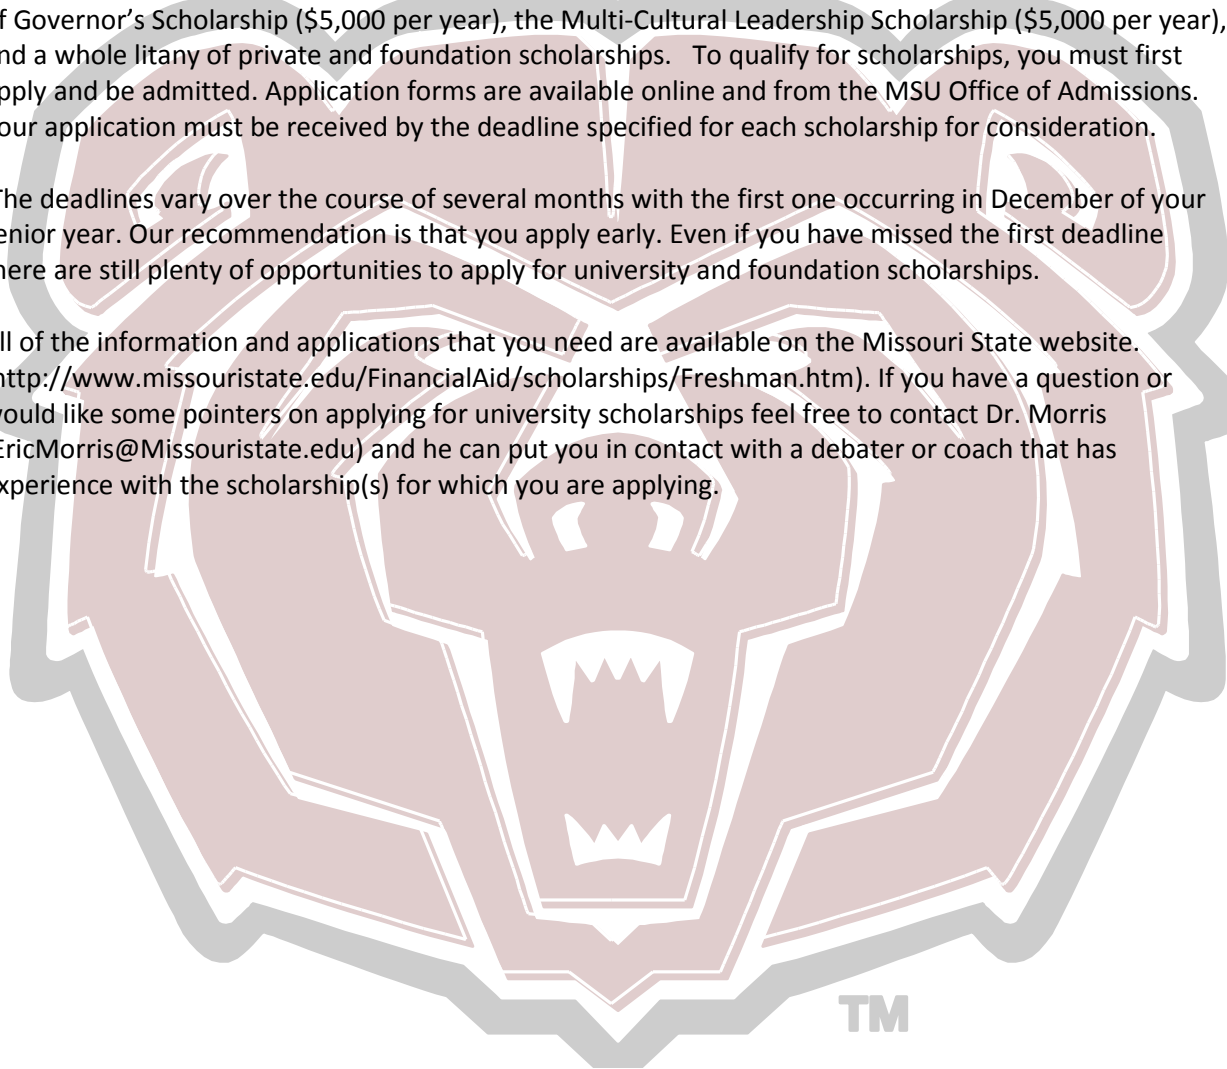 f Governor's Scholarship ($5,000 per year), the Multi-Cultural Leadership Scholarship ($5,000 per year),
nd a whole litany of private and foundation scholarships.   To qualify for scholarships, you must first
pply and be admitted. Application forms are available online and from the MSU Office of Admissions.
our application must be received by the deadline specified for each scholarship for consideration.
The deadlines vary over the course of several months with the first one occurring in December of your
enior year. Our recommendation is that you apply early. Even if you have missed the first deadline
here are still plenty of opportunities to apply for university and foundation scholarships.
ll of the information and applications that you need are available on the Missouri State website.
http://www.missouristate.edu/FinancialAid/scholarships/Freshman.htm). If you have a question or
would like some pointers on applying for university scholarships feel free to contact Dr. Morris
EricMorris@Missouristate.edu) and he can put you in contact with a debater or coach that has
xperience with the scholarship(s) for which you are applying.
TM